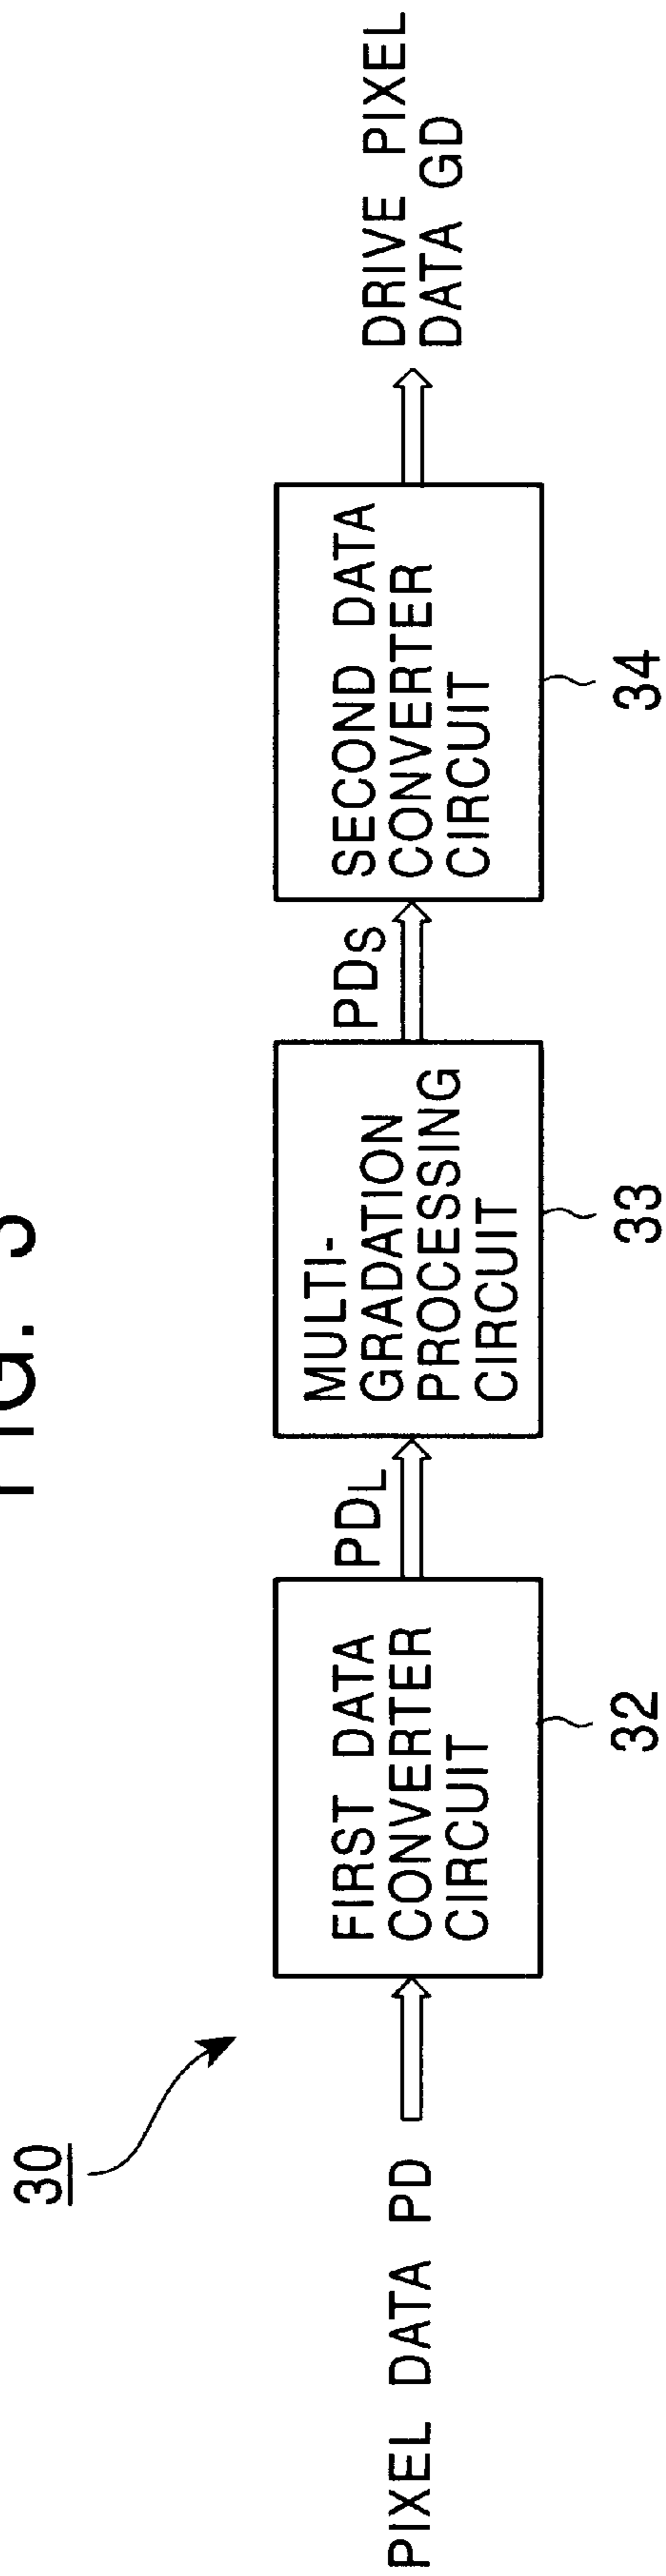 FIG.
30
PIXEL DATA PD
FIRST DATA
CONVERTER
CIRCUIT
32
PDL
MULTI-
GRADATION
PROCESSING
CIRCUIT
33
PDS
SECOND DATA
CONVERTER
CIRCUIT
34
DRIVE PIXEL
DATA GD